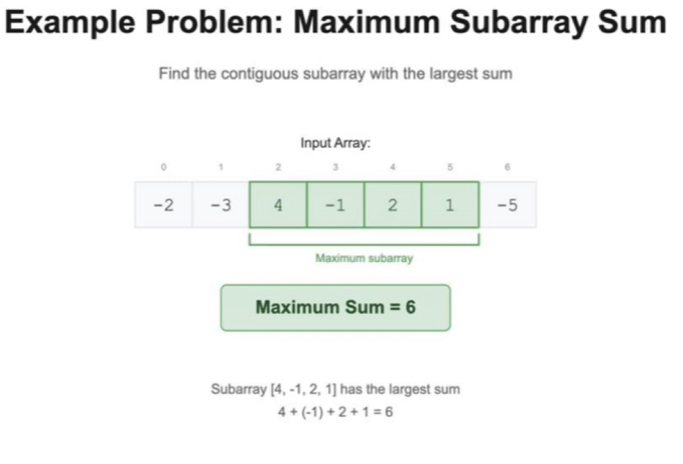 Example Problem: Maximum Subarray Sum
Find the contiguous subarray with the largest sum
Input Array:
0 1 2 3 4 5 6
-2 -3 4 -1 2 1 -5
Maximum subarray
Maximum Sum = 6
Subarray [4, -1, 2, 1] has the largest sum
4 + (-1) + 2 + 1 = 6